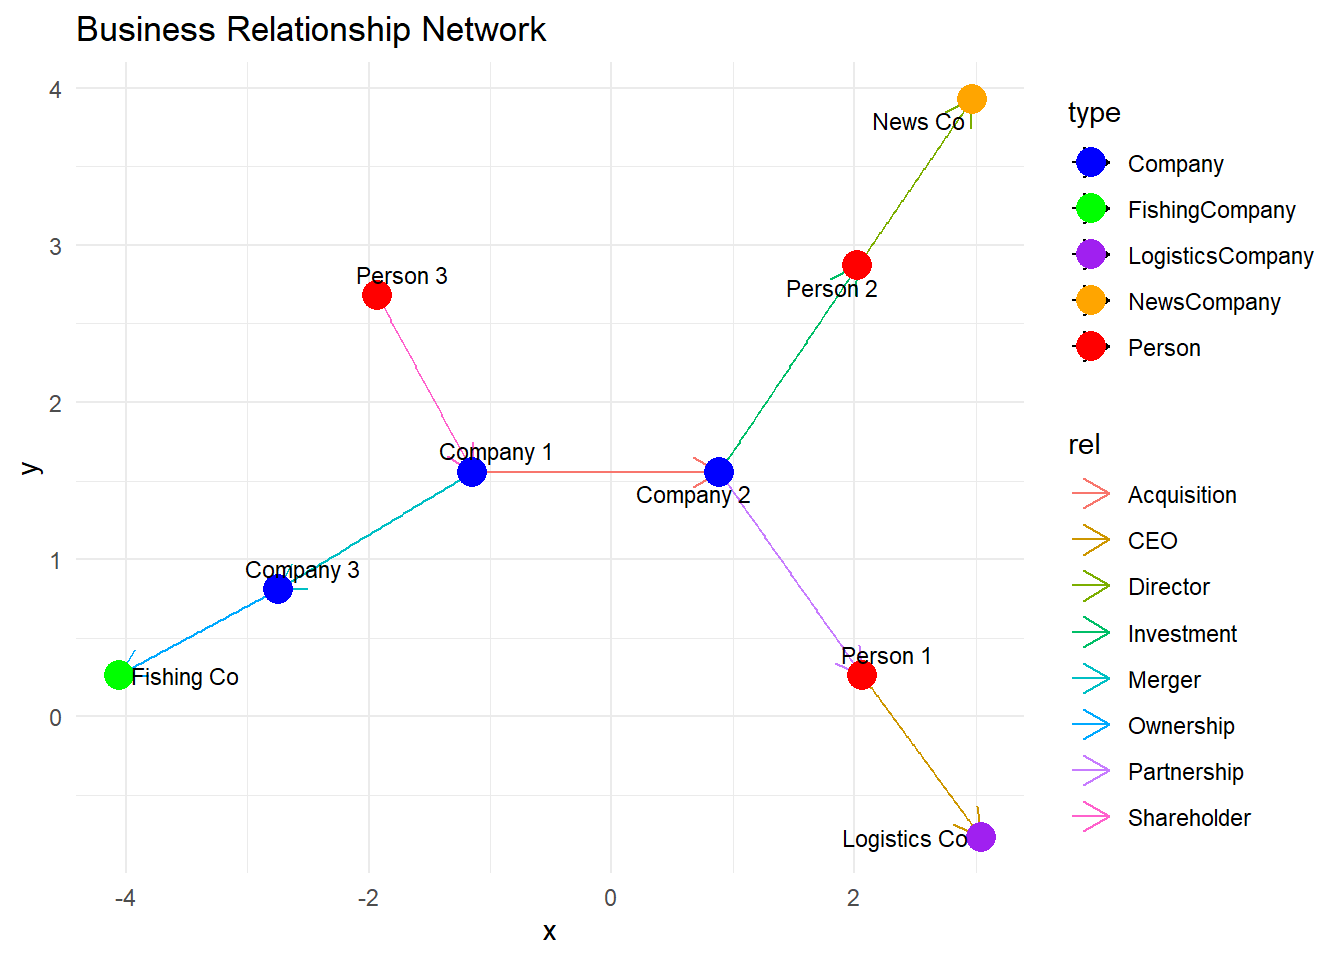 Business Relationship Network
4
3
2
1
0
y
News Co
Person 3
Person 2
Company 1
Company 2
Company 3
Person 1
Fishing Co
Logistics Co
-4
-2
0
2
x
type
Company
FishingCompany
LogisticsCompany
NewsCompany
Person
rel
Acquisition
CEO
Director
Investment
Merger
Ownership
Partnership
Shareholder